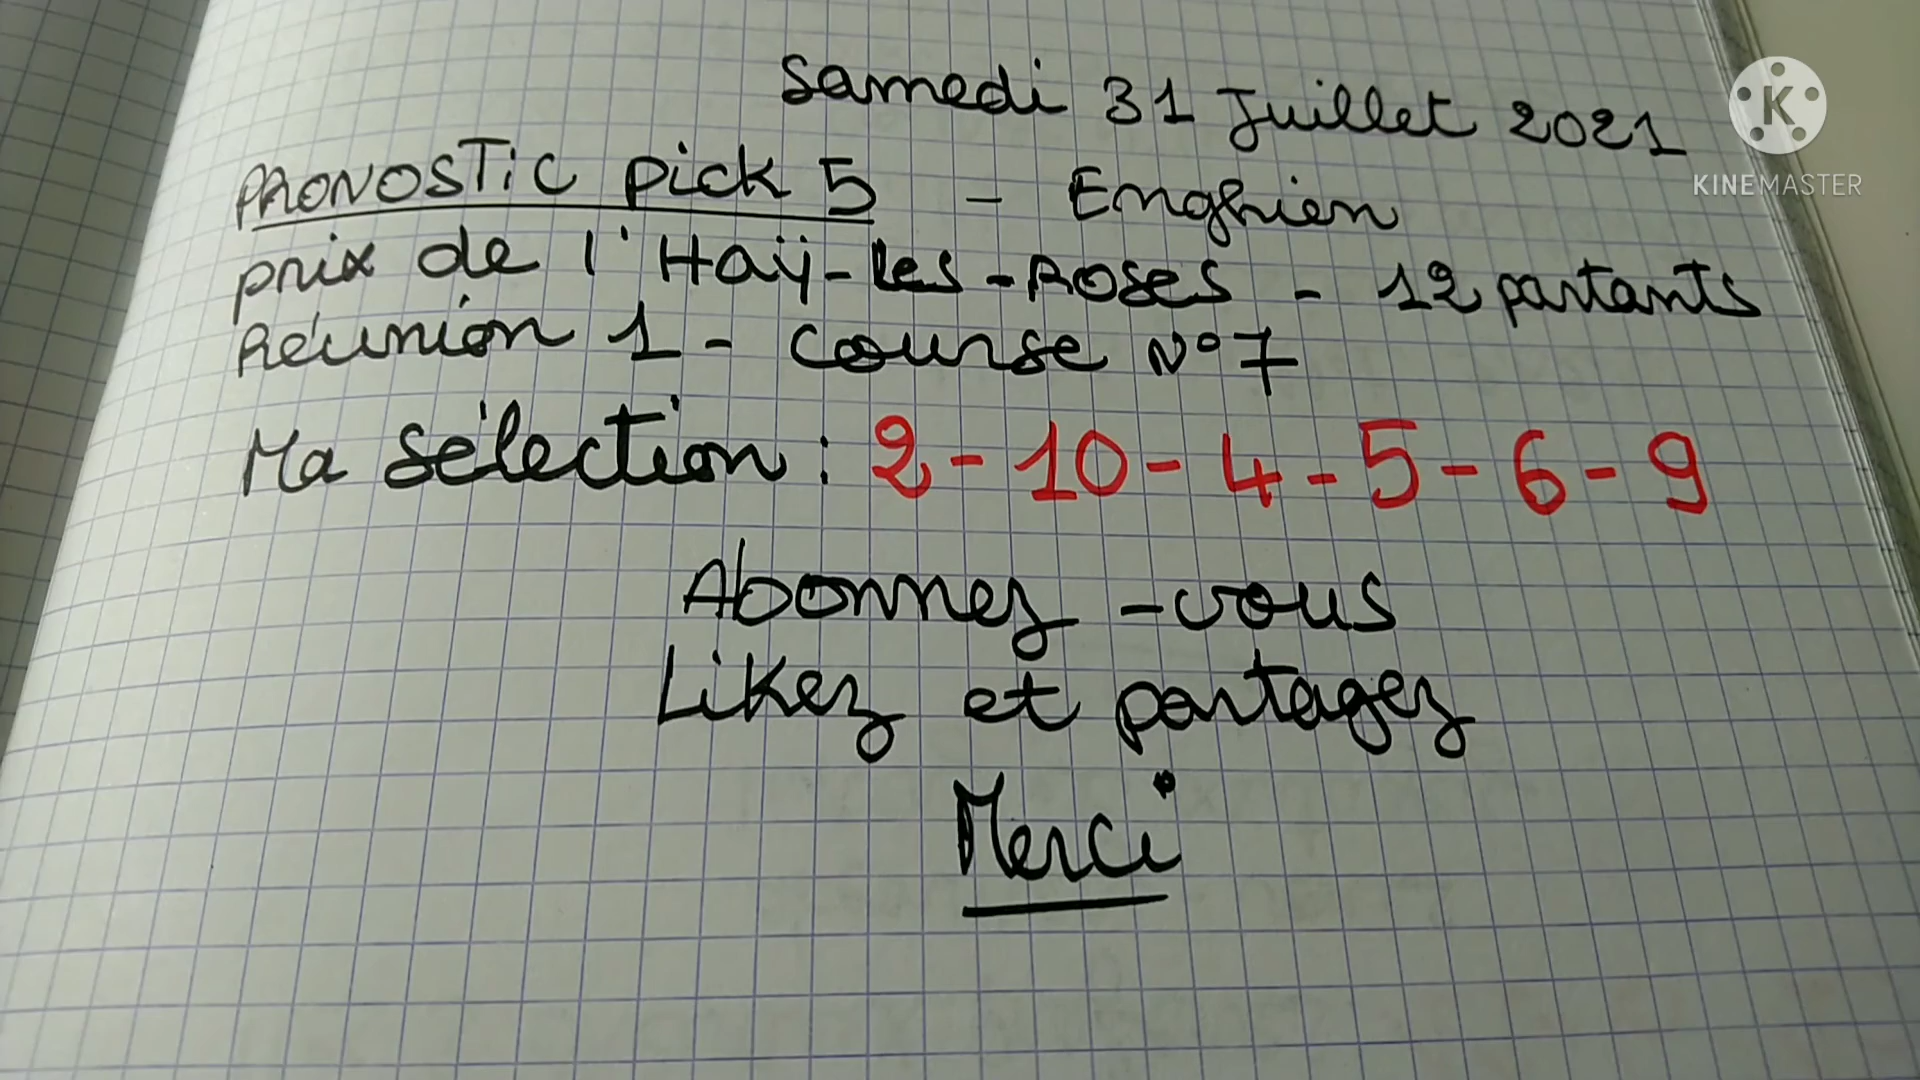 Samedi 31 Juillet 2021
PRONOSTIC Pick 5 - Enghien
prix de l'Haÿ-Les-Roses - 12 partants
Réunion 1 - Course N°7
Ma Sélection : 2 - 10 - 4 - 5 - 6 - 9
Abonnez-vous
Likez et partagez
Merci
K
KINEMASTER